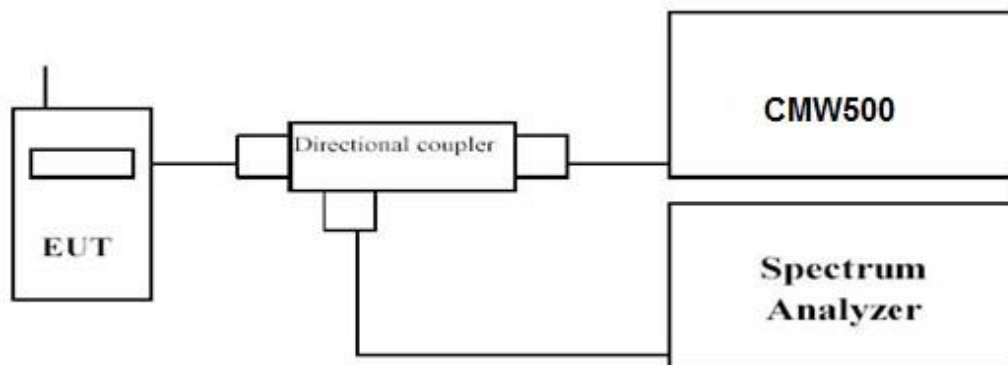 CMW500
Directional coupler
EUT
Spectrum
Analyzer